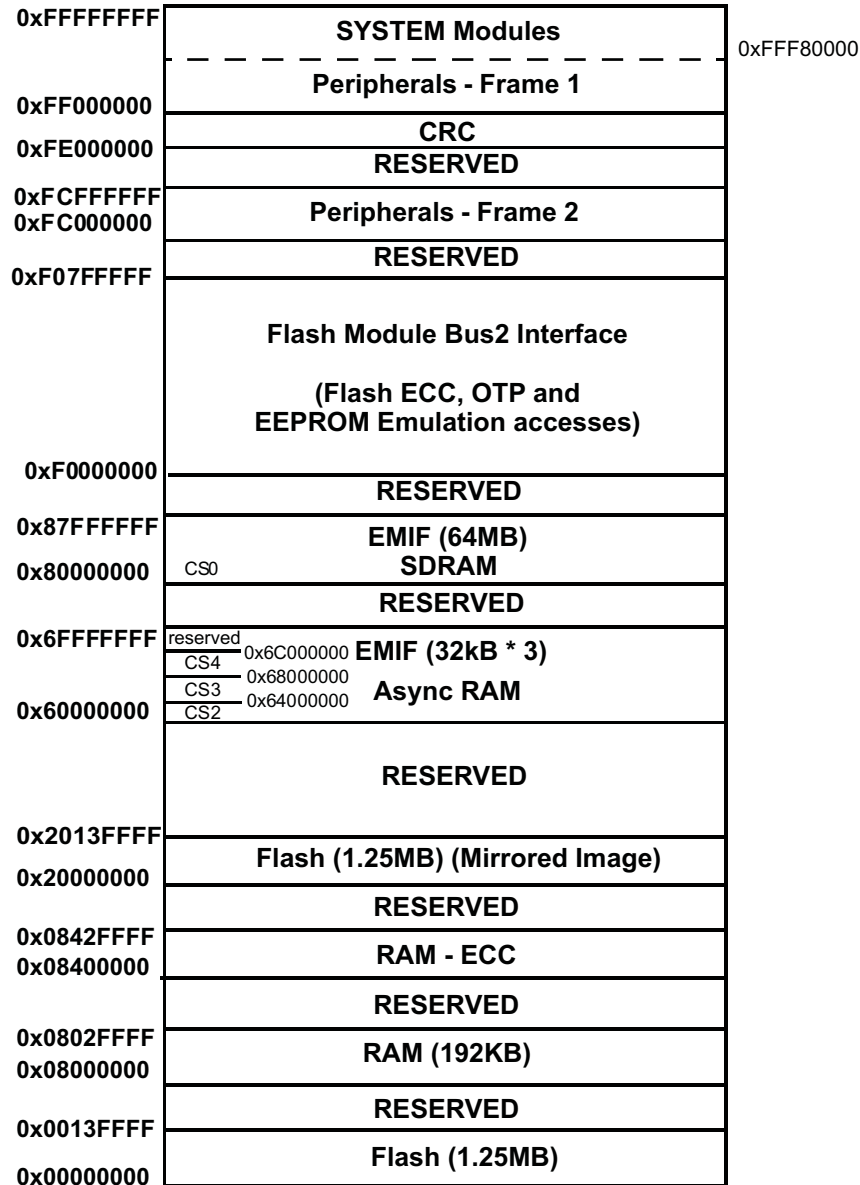 0xFFFFFFFF
SYSTEM Modules
0xFFF80000
Peripherals - Frame 1
0xFF000000
CRC
0xFE000000
RESERVED
0xFCFFFFFF
Peripherals - Frame 2
0xFC000000
RESERVED
0xF07FFFFF
Flash Module Bus2 Interface
(Flash ECC, OTP and
EEPROM Emulation accesses)
0xF0000000
RESERVED
0x87FFFFFF
EMIF (64MB)
0x80000000
CS0
SDRAM
RESERVED
0x6FFFFFFF
reserved
0x6C000000
EMIF (32kB * 3)
CS4
0x68000000
CS3
0x64000000
Async RAM
0x60000000
CS2
RESERVED
0x2013FFFF
Flash (1.25MB) (Mirrored Image)
0x20000000
RESERVED
0x0842FFFF
RAM - ECC
0x08400000
RESERVED
0x0802FFFF
RAM (192KB)
0x08000000
RESERVED
0x0013FFFF
Flash (1.25MB)
0x00000000